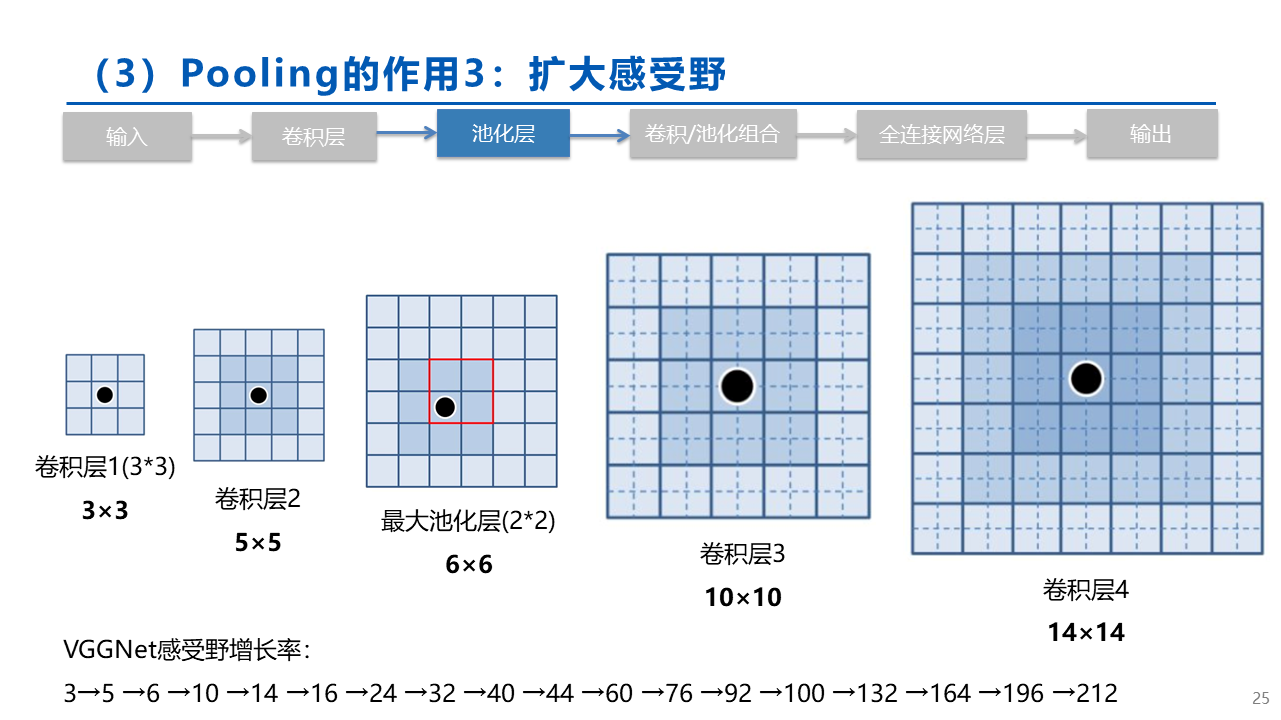 (3)Pooling的作用3:扩大感受野
输入
卷积层
池化层
卷积/池化组合
全连接网络层
输出
卷积层1(3*3)
3×3
卷积层2
5×5
最大池化层(2*2)
6×6
卷积层3
10×10
卷积层4
14×14
VGGNet感受野增长率:
3→5 →6 →10 →14 →16 →24 →32 →40 →44 →60 →76 →92 →100 →132 →164 →196 →212
25